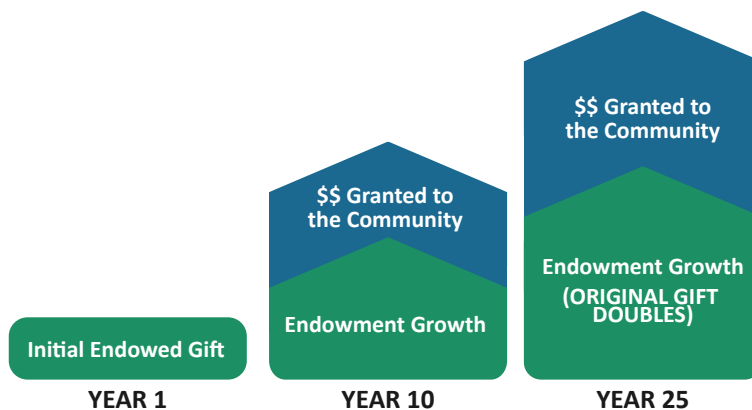 $$ Granted to
the Community
$$ Granted to
the Community
Endowment Growth
(ORIGINAL GIFT
DOUBLES)
Endowment Growth
Initial Endowed Gift
YEAR 1
YEAR 10
YEAR 25